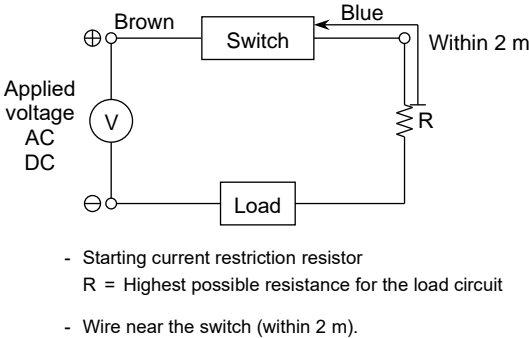 Brown
Blue
Switch
Within 2 m
Applied
voltage
AC
DC
V
R
Load
- Starting current restriction resistor
R = Highest possible resistance for the load circuit
- Wire near the switch (within 2 m).